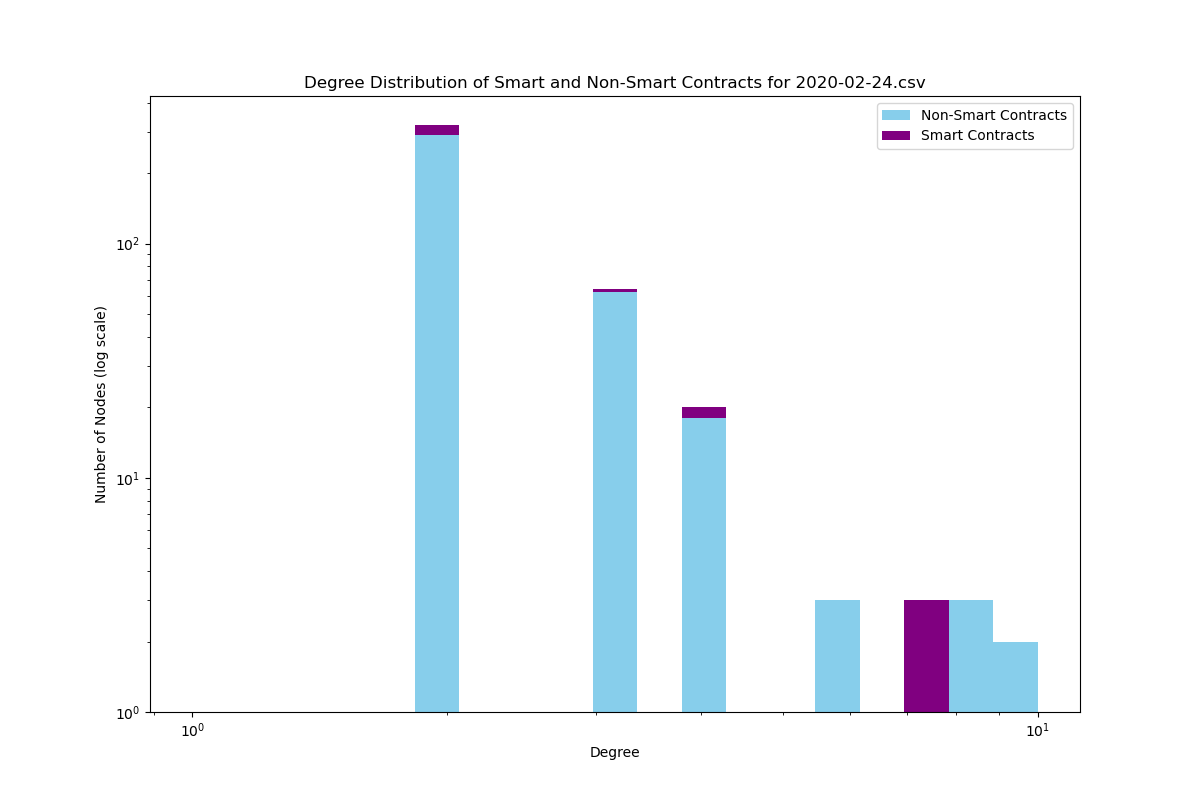 Degree Distribution of Smart and Non-Smart Contracts for 2020-02-24.csv
Non-Smart Contracts
Smart Contracts
Number of Nodes (log scale)
10²
10¹
10⁰
10⁰ 10¹
Degree